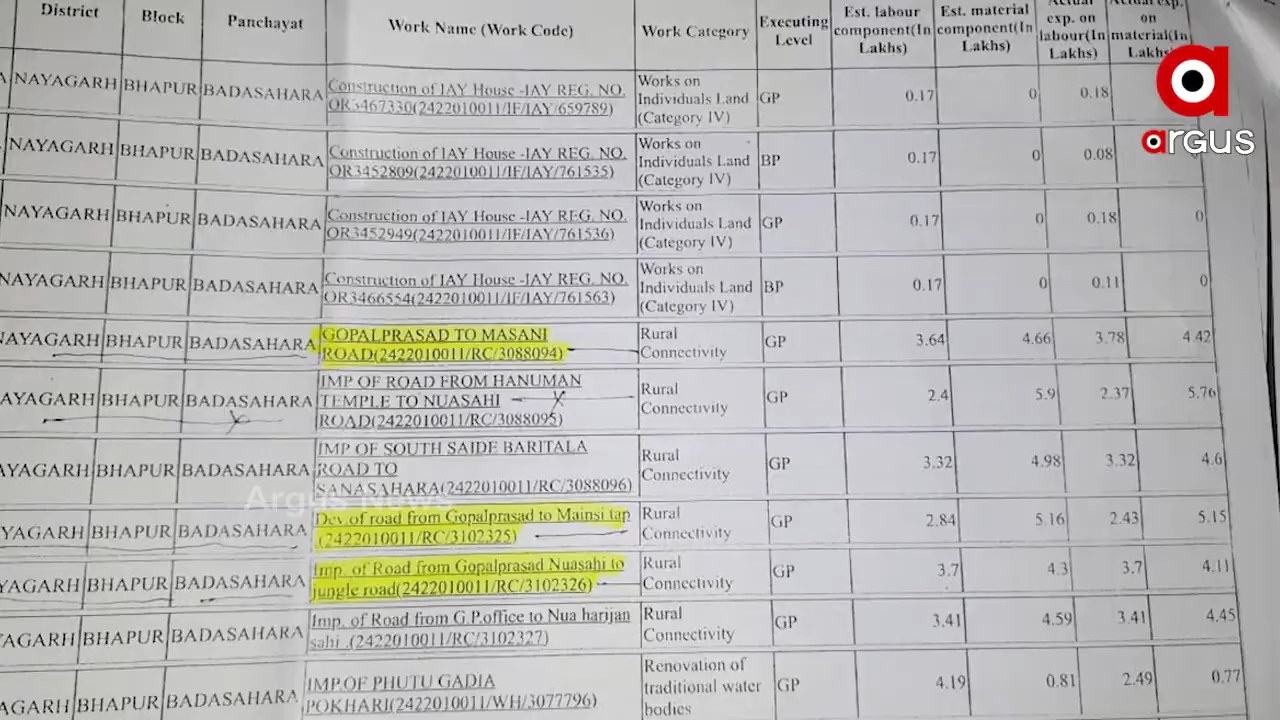 District Block Panchayat Work Name (Work Code) Work Category Executing Level Est. labour component(In Lakhs) Est. material component(In Lakhs) Actual exp. on labour(In Lakhs) Actual exp. on material(In Lakhs)
NAYAGARH BHAPUR BADASAHARA Construction of IAY House -IAY REG. NO. OR3467330(2422010011/IF/IAY/659789) Works on Individuals Land (Category IV) GP 0.17 0 0.18
NAYAGARH BHAPUR BADASAHARA Construction of IAY House -IAY REG. NO. OR3452809(2422010011/IF/IAY/761535) Works on Individuals Land (Category IV) BP 0.17 0 0.08 0
NAYAGARH BHAPUR BADASAHARA Construction of IAY House -IAY REG. NO. OR3452949(2422010011/IF/IAY/761536) Works on Individuals Land (Category IV) GP 0.17 0 0.18 0
NAYAGARH BHAPUR BADASAHARA Construction of IAY House -IAY REG. NO. OR3466554(2422010011/IF/IAY/761563) Works on Individuals Land (Category IV) BP 0.17 0 0.11 0
NAYAGARH BHAPUR BADASAHARA GOPALPRASAD TO MASANI ROAD(2422010011/RC/3088094) Rural Connectivity GP 3.64 4.66 3.78 4.42
AYAGARH BHAPUR BADASAHARA IMP OF ROAD FROM HANUMAN TEMPLE TO NUASAHI ROAD(2422010011/RC/3088095) Rural Connectivity GP 2.4 5.9 2.37 5.76
AYAGARH BHAPUR BADASAHARA IMP OF SOUTH SAIDE BARITALA ROAD TO SANASAHARA(2422010011/RC/3088096) Rural Connectivity GP 3.32 4.98 3.32 4.6
YAGARH BHAPUR BADASAHARA Dev.of road from Gopalprasad to Mainsi tap .(2422010011/RC/3102325) Rural Connectivity GP 2.84 5.16 2.43 5.15
YAGARH BHAPUR BADASAHARA Imp. of Road from Gopalprasad Nuasahi to jungle road(2422010011/RC/3102326) Rural Connectivity GP 3.7 4.3 3.7 4.11
AGARH BHAPUR BADASAHARA Imp. of Road from G.P.office to Nua harijan sahi .(2422010011/RC/3102327) Rural Connectivity GP 3.41 4.59 3.41 4.45
AGARH BHAPUR BADASAHARA IMP.OF PHUTU GADIA POKHARI(2422010011/WH/3077796) Renovation of traditional water bodies GP 4.19 0.81 2.49 0.77
argus
Argus News